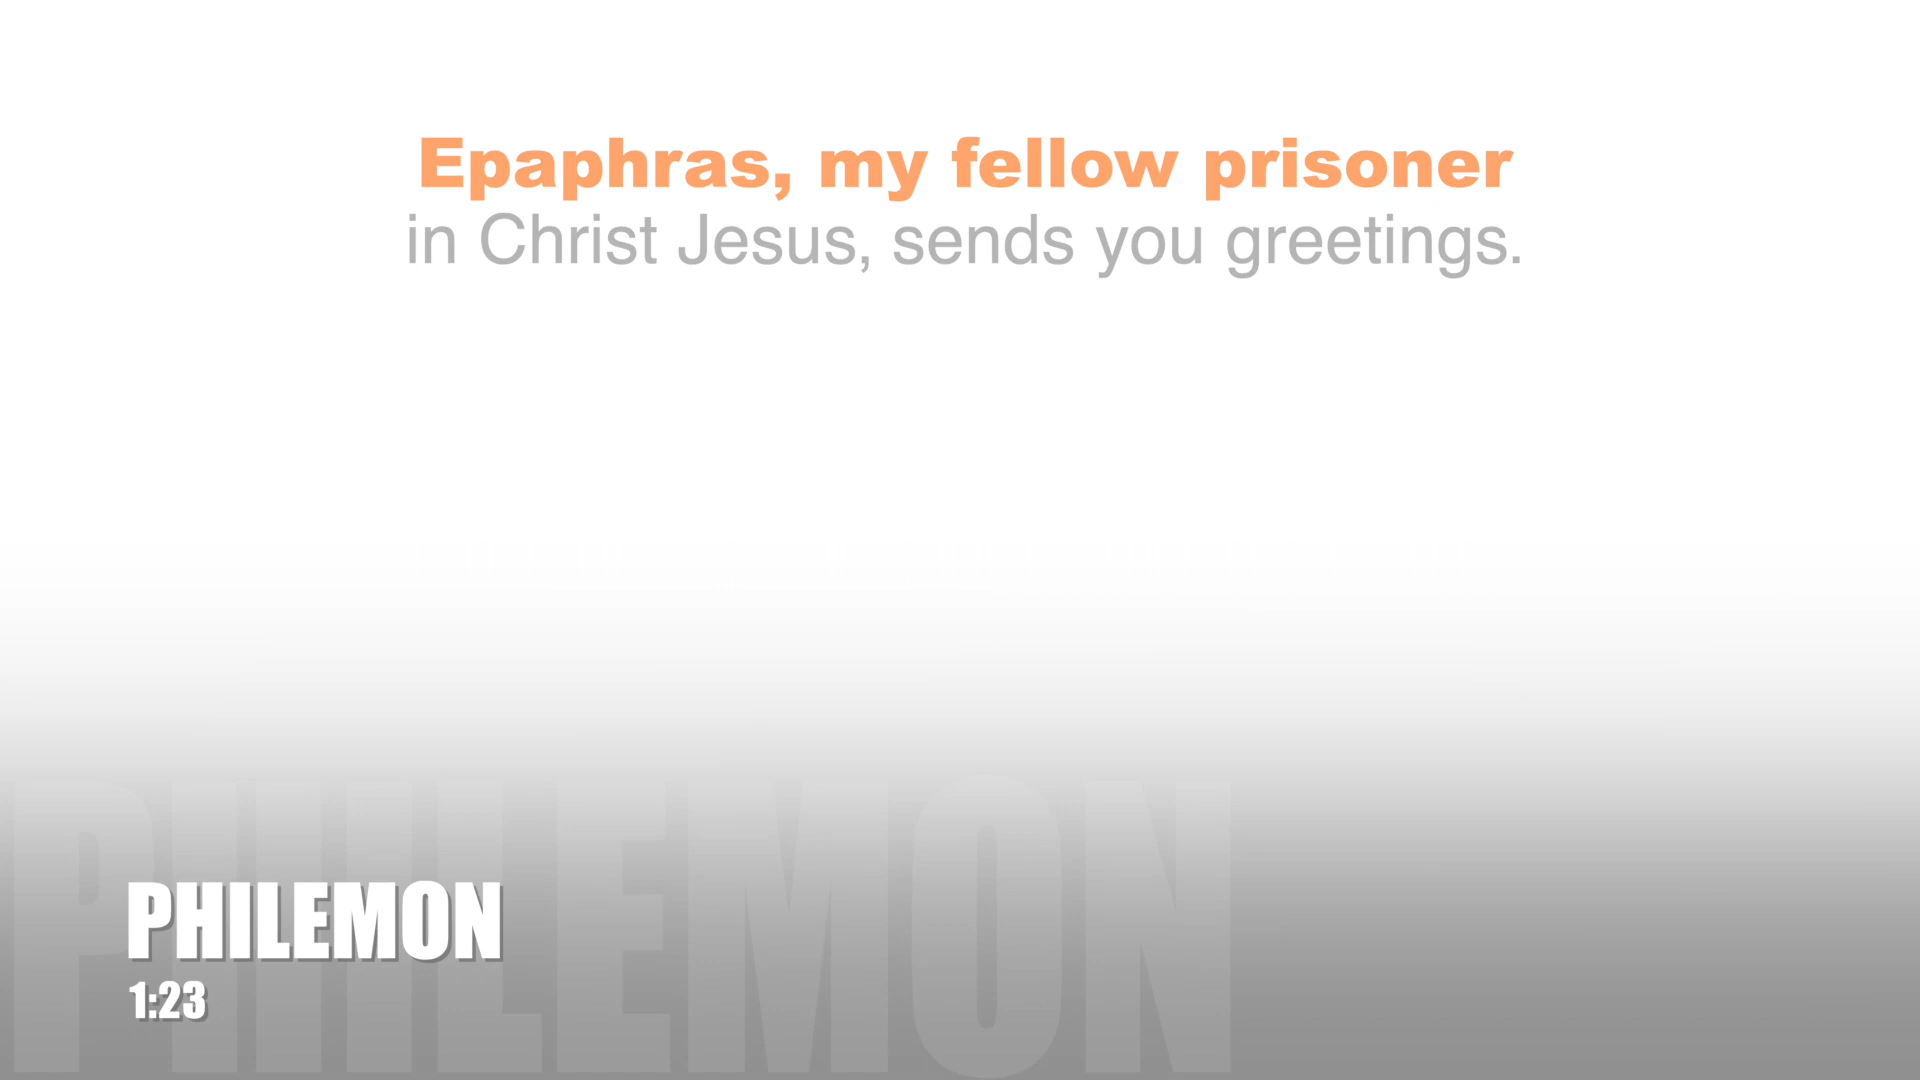 Epaphras, my fellow prisoner
in Christ Jesus, sends you greetings.
PHILEMON
PHILEMON
1:23